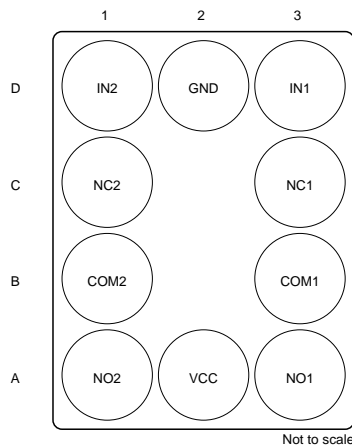 1 2 3
D IN2 GND IN1
C NC2 NC1
B COM2 COM1
A NO2 VCC NO1
Not to scale